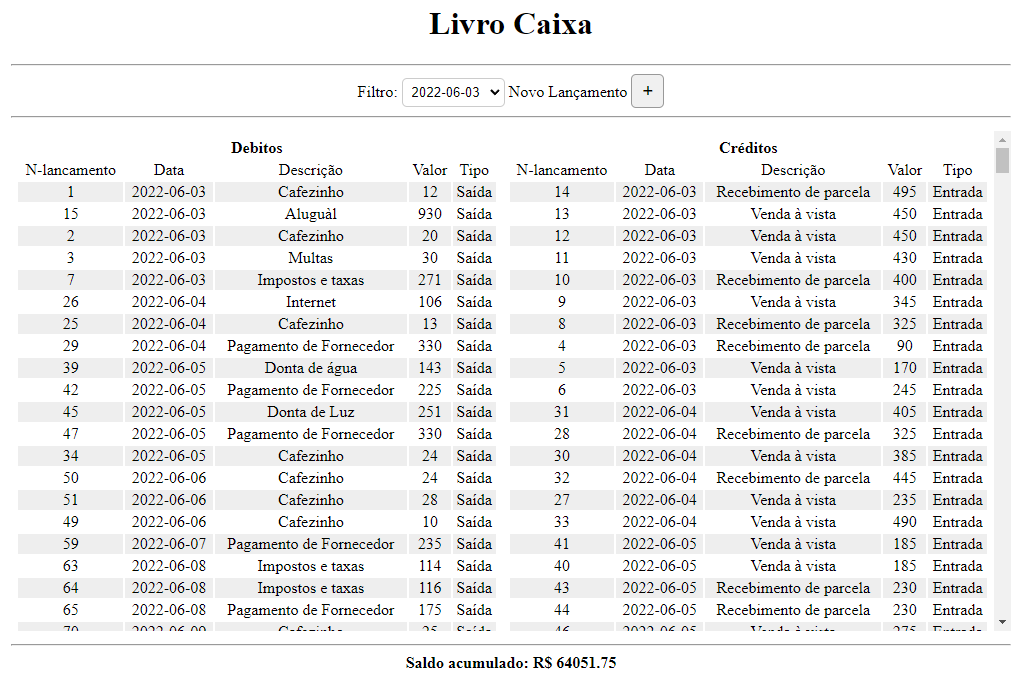 Livro Caixa
Filtro: 2022-06-03 Novo Lançamento +
Debitos Créditos
N-lancamento Data Descrição Valor Tipo N-lancamento Data Descrição Valor Tipo
1 2022-06-03 Cafezinho 12 Saída 14 2022-06-03 Recebimento de parcela 495 Entrada
15 2022-06-03 Aluguàl 930 Saída 13 2022-06-03 Venda à vista 450 Entrada
2 2022-06-03 Cafezinho 20 Saída 12 2022-06-03 Venda à vista 450 Entrada
3 2022-06-03 Multas 30 Saída 11 2022-06-03 Venda à vista 430 Entrada
7 2022-06-03 Impostos e taxas 271 Saída 10 2022-06-03 Recebimento de parcela 400 Entrada
26 2022-06-04 Internet 106 Saída 9 2022-06-03 Venda à vista 345 Entrada
25 2022-06-04 Cafezinho 13 Saída 8 2022-06-03 Recebimento de parcela 325 Entrada
29 2022-06-04 Pagamento de Fornecedor 330 Saída 4 2022-06-03 Recebimento de parcela 90 Entrada
39 2022-06-05 Donta de água 143 Saída 5 2022-06-03 Venda à vista 170 Entrada
42 2022-06-05 Pagamento de Fornecedor 225 Saída 6 2022-06-03 Venda à vista 245 Entrada
45 2022-06-05 Donta de Luz 251 Saída 31 2022-06-04 Venda à vista 405 Entrada
47 2022-06-05 Pagamento de Fornecedor 330 Saída 28 2022-06-04 Recebimento de parcela 325 Entrada
34 2022-06-05 Cafezinho 24 Saída 30 2022-06-04 Venda à vista 385 Entrada
50 2022-06-06 Cafezinho 24 Saída 32 2022-06-04 Recebimento de parcela 445 Entrada
51 2022-06-06 Cafezinho 28 Saída 27 2022-06-04 Venda à vista 235 Entrada
49 2022-06-06 Cafezinho 10 Saída 33 2022-06-04 Venda à vista 490 Entrada
59 2022-06-07 Pagamento de Fornecedor 235 Saída 41 2022-06-05 Venda à vista 185 Entrada
63 2022-06-08 Impostos e taxas 114 Saída 40 2022-06-05 Venda à vista 185 Entrada
64 2022-06-08 Impostos e taxas 116 Saída 43 2022-06-05 Recebimento de parcela 230 Entrada
65 2022-06-08 Pagamento de Fornecedor 175 Saída 44 2022-06-05 Recebimento de parcela 230 Entrada
Saldo acumulado: R$ 64051.75